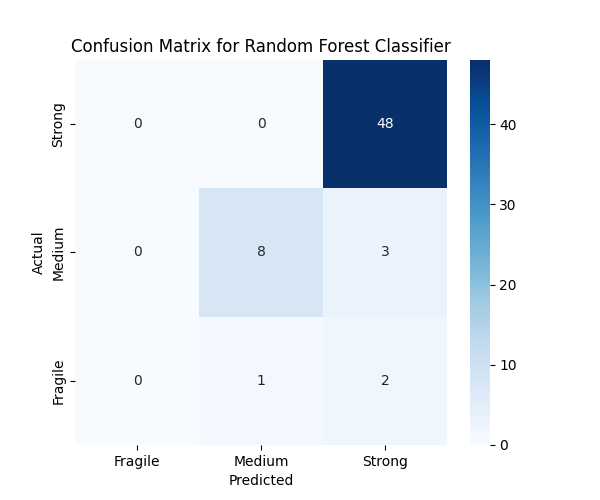 Confusion Matrix for Random Forest Classifier
Actual
Strong
0 0 48
Medium
0 8 3
Fragile
0 1 2
Fragile Medium Strong
Predicted
40
30
20
10
0